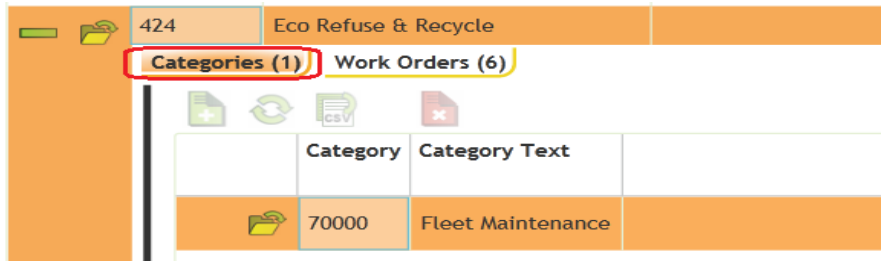 424 Eco Refuse & Recycle
Categories (1) Work Orders (6)
CSV
Category Category Text
70000 Fleet Maintenance